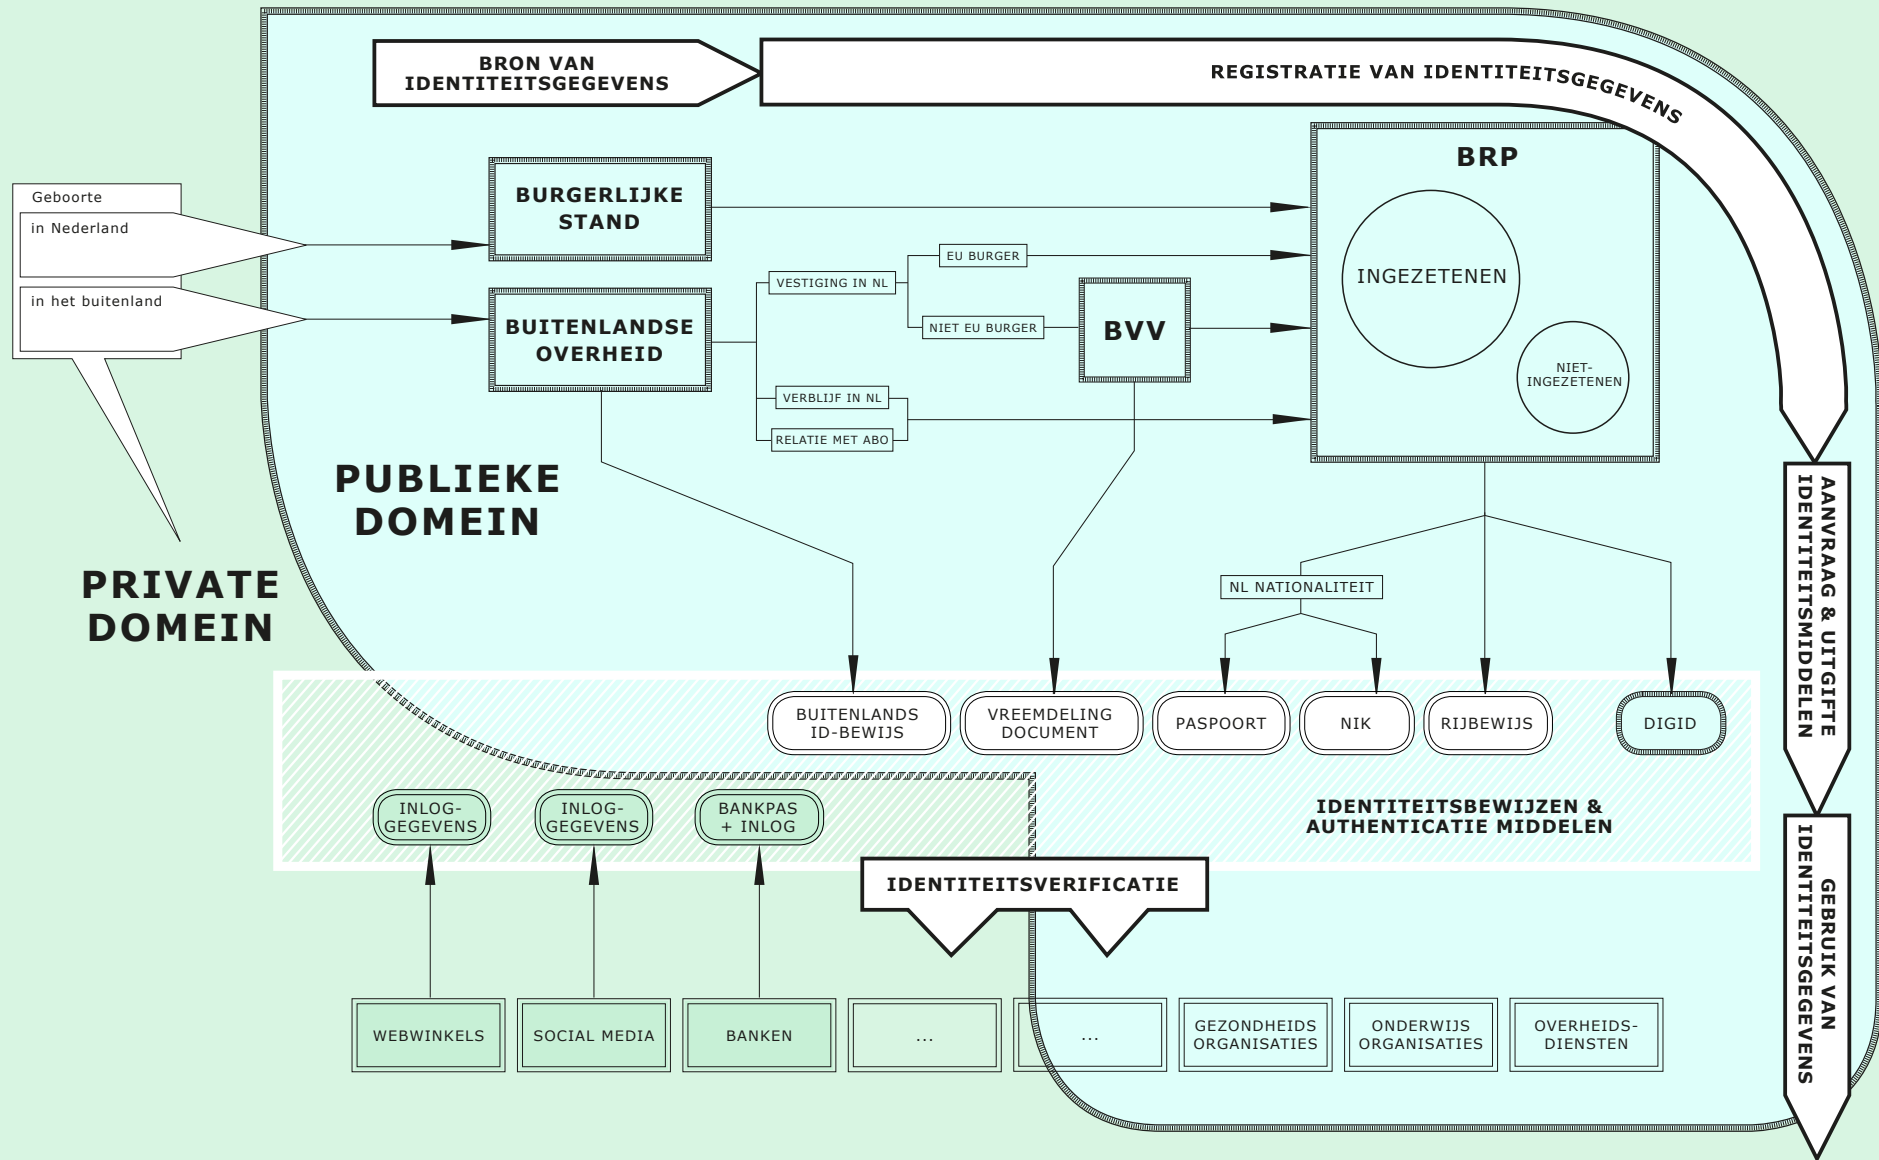 BRON VAN
IDENTITEITSGEGEVENS
REGISTRATIE VAN IDENTITEITSGEGEVENS
Geboorte
in Nederland
in het buitenland
BURGERLIJKE
STAND
BUITENLANDSE
OVERHEID
VESTIGING IN NL
EU BURGER
NIET EU BURGER
VERBLIJF IN NL
RELATIE MET ABO
BVV
BRP
INGEZETENEN
NIET-
INGEZETENEN
PUBLIEKE
DOMEIN
PRIVATE
DOMEIN
AANVRAAG & UITGIFTE
IDENTITEITSMIDDELEN
NL NATIONALITEIT
BUITENLANDS
ID-BEWIJS
VREEMDELING
DOCUMENT
PASPOORT
NIK
RIJBEWIJS
DIGID
INLOG-
GEGEVENS
INLOG-
GEGEVENS
BANKPAS
+ INLOG
IDENTITEITSBEWIJZEN &
AUTHENTICATIE MIDDELEN
IDENTITEITSVERIFICATIE
GEBRUIK VAN
IDENTITEITSGEGEVENS
WEBWINKELS
SOCIAL MEDIA
BANKEN
...
...
GEZONDHEIDS
ORGANISATIES
ONDERWIJS
ORGANISATIES
OVERHEIDS-
DIENSTEN